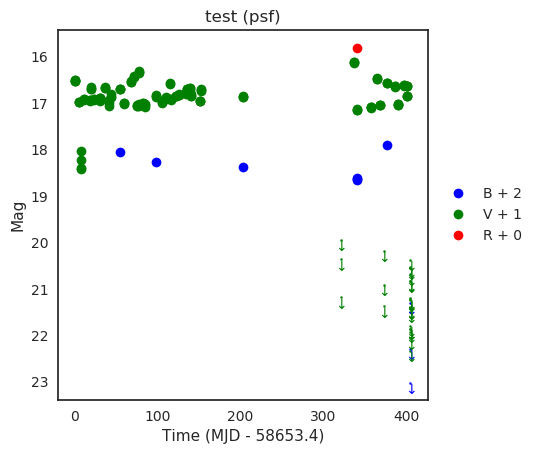 test (psf)
16
17
18
19
20
21
22
23
Mag
0
100
200
300
400
Time (MJD - 58653.4)
B + 2
V + 1
R + 0